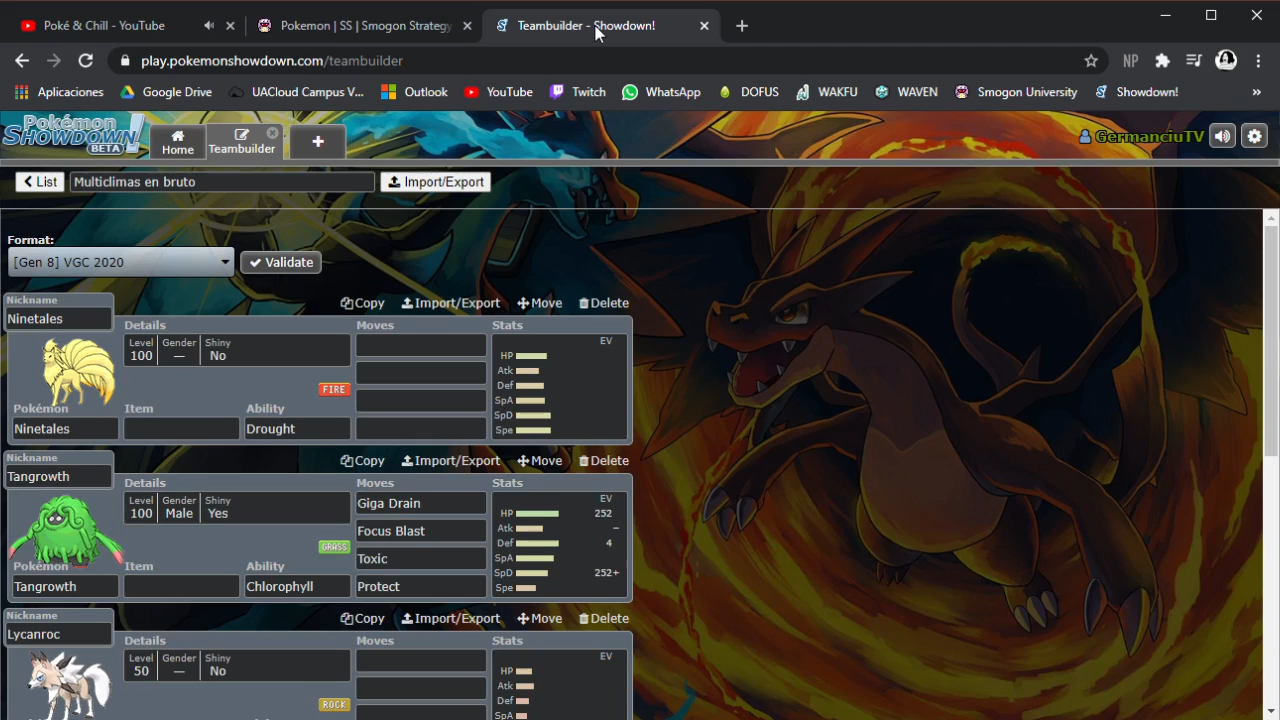 Poké & Chill - YouTube
Pokemon | SS | Smogon Strategy
Teambuilder - Showdown!
play.pokemonshowdown.com/teambuilder
NP
Aplicaciones
Google Drive
UACloud Campus V...
Outlook
YouTube
Twitch
WhatsApp
DOFUS
WAKFU
WAVEN
Smogon University
Showdown!
»
Pokémon
SHOWDOWN!
BETA
Home
Teambuilder
GermanciuTV
List
Multiclimas en bruto
Import/Export
Format:
[Gen 8] VGC 2020
Validate
Nickname
Ninetales
Copy
Import/Export
Move
Delete
Details
Moves
Stats
Level
100
Gender
—
Shiny
No
EV
HP
Atk
Def
SpA
SpD
Spe
FIRE
Pokémon
Ninetales
Item
Ability
Drought
Nickname
Tangrowth
Copy
Import/Export
Move
Delete
Details
Moves
Stats
Level
100
Gender
Male
Shiny
Yes
Giga Drain
Focus Blast
Toxic
Protect
EV
HP 252
Atk –
Def 4
SpA
SpD 252+
Spe
GRASS
Pokémon
Tangrowth
Item
Ability
Chlorophyll
Nickname
Lycanroc
Copy
Import/Export
Move
Delete
Details
Moves
Stats
Level
50
Gender
—
Shiny
No
EV
HP
Atk
Def
SpA
ROCK